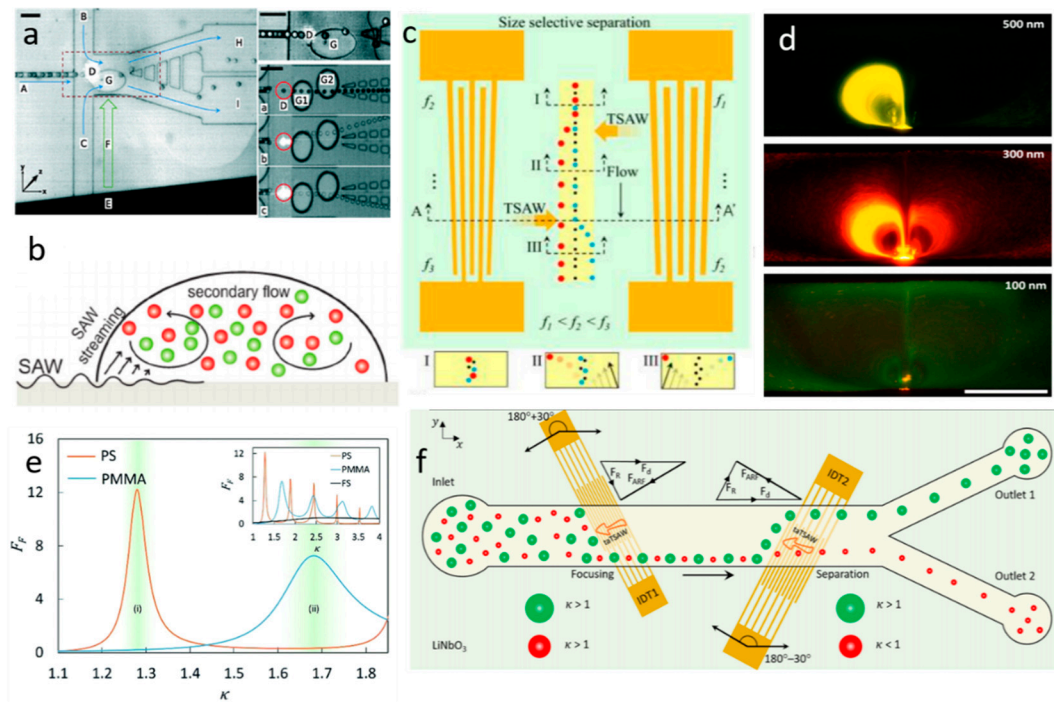 a
B
H
D
G
A
C
F
I
E
y
x
z
D
G
G2
G1
D
a
b
c
b
secondary flow
SAW streaming
SAW
c
Size selective separation
f2
f1
I
TSAW
II
Flow
A
A'
TSAW
III
f3
f2
f1 < f2 < f3
I
II
III
d
500 nm
300 nm
100 nm
e
16
12
8
4
0
FF
PS
PMMA
(i)
(ii)
1.1
1.2
1.3
1.4
1.5
1.6
1.7
1.8
κ
12
8
4
0
FF
PS
PMMA
FS
1
1.5
2
2.5
3
3.5
4
κ
f
y
x
180°+30°
FR
Fd
FARF
FARF
FR
Fd
IDT2
Inlet
Outlet 1
taTSAW
taTSAW
Focusing
Separation
Outlet 2
IDT1
κ > 1
κ > 1
κ < 1
κ < 1
LiNbO3
180°−30°